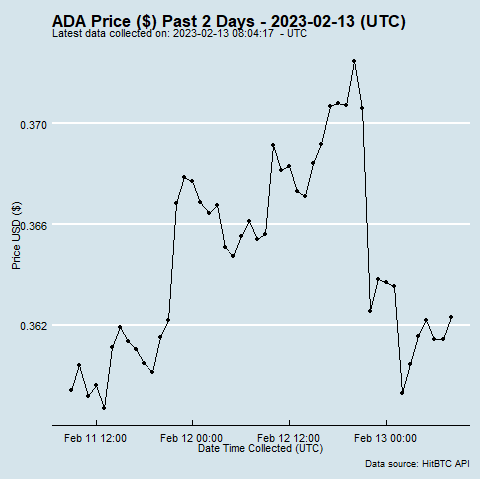 ADA Price ($) Past 2 Days - 2023-02-13 (UTC)
Latest data collected on: 2023-02-13 08:04:17 - UTC
0.370
0.366
0.362
Price USD ($)
Feb 11 12:00 Feb 12 00:00 Feb 12 12:00 Feb 13 00:00
Date Time Collected (UTC)
Data source: HitBTC API